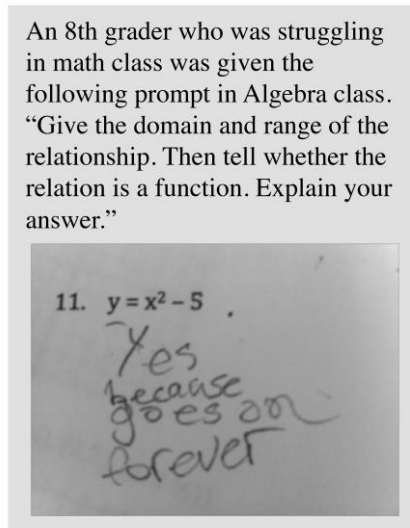 An 8th grader who was struggling
in math class was given the
following prompt in Algebra class.
“Give the domain and range of the
relationship. Then tell whether the
relation is a function. Explain your
answer.”
11. y = x² – 5 .
Yes
because
goes on
forever